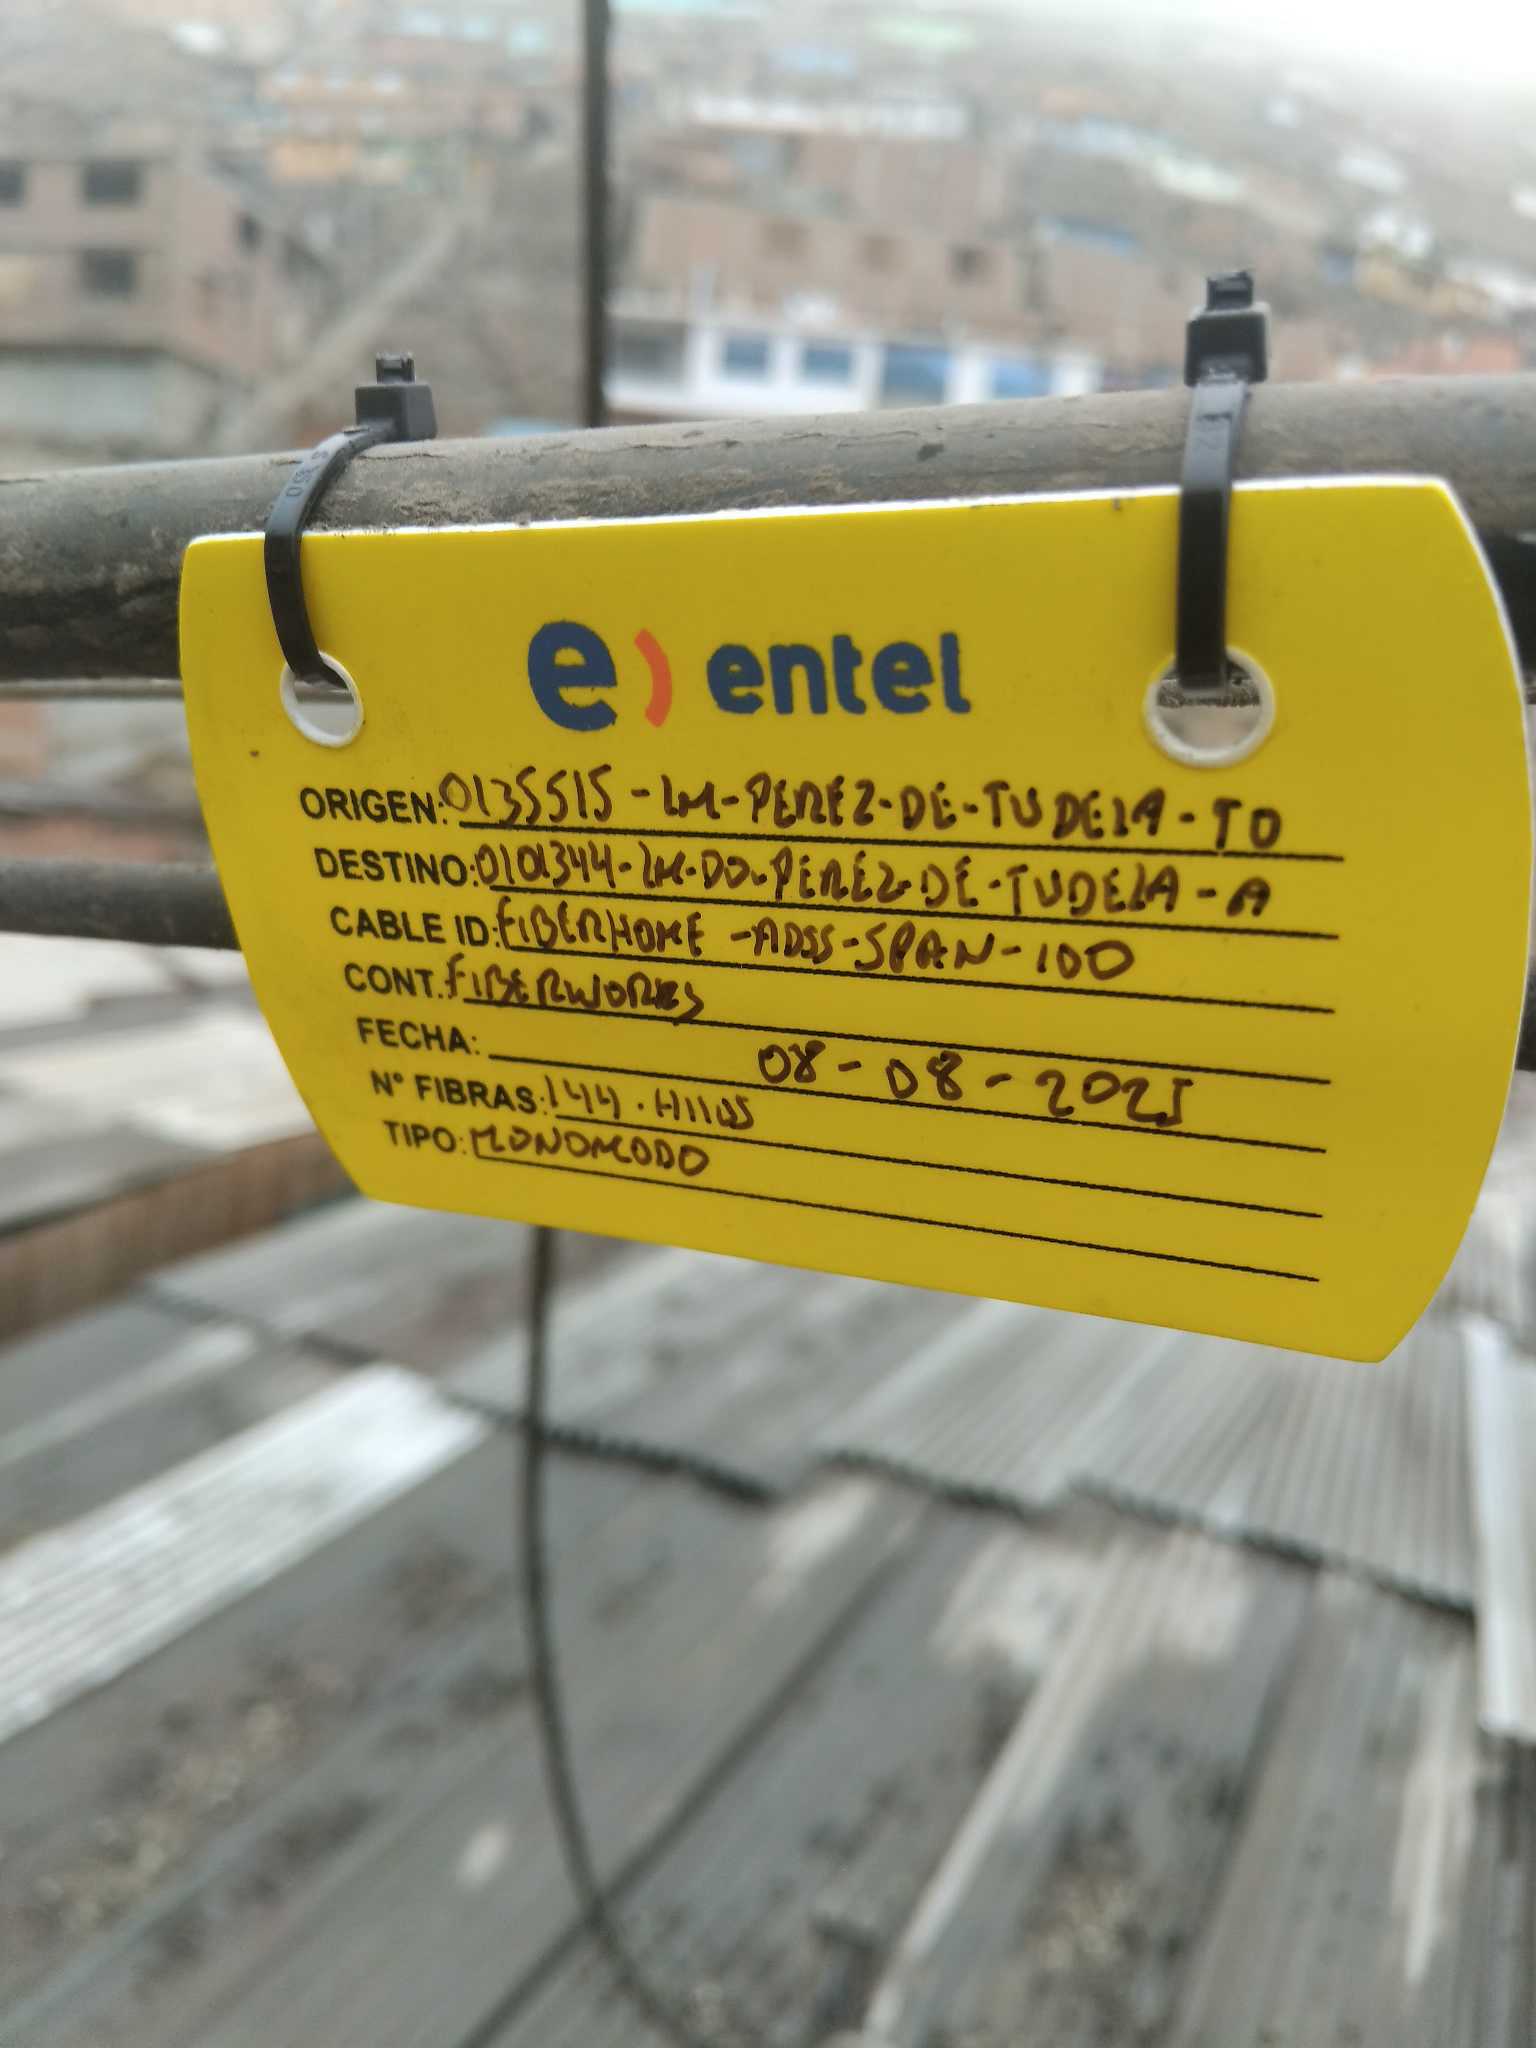 e) entel
ORIGEN: 0135515-LM-PEREZ-DE-TUDELA-TO
DESTINO: 0101344-LM-DO-PEREZ-DE-TUDELA-A
CABLE ID: FIBERHOME-ADSS-SPAN-100
CONT. FIBERWORKS
FECHA: 08-08-2025
N° FIBRAS: 144.HILOS
TIPO: MONOMODO